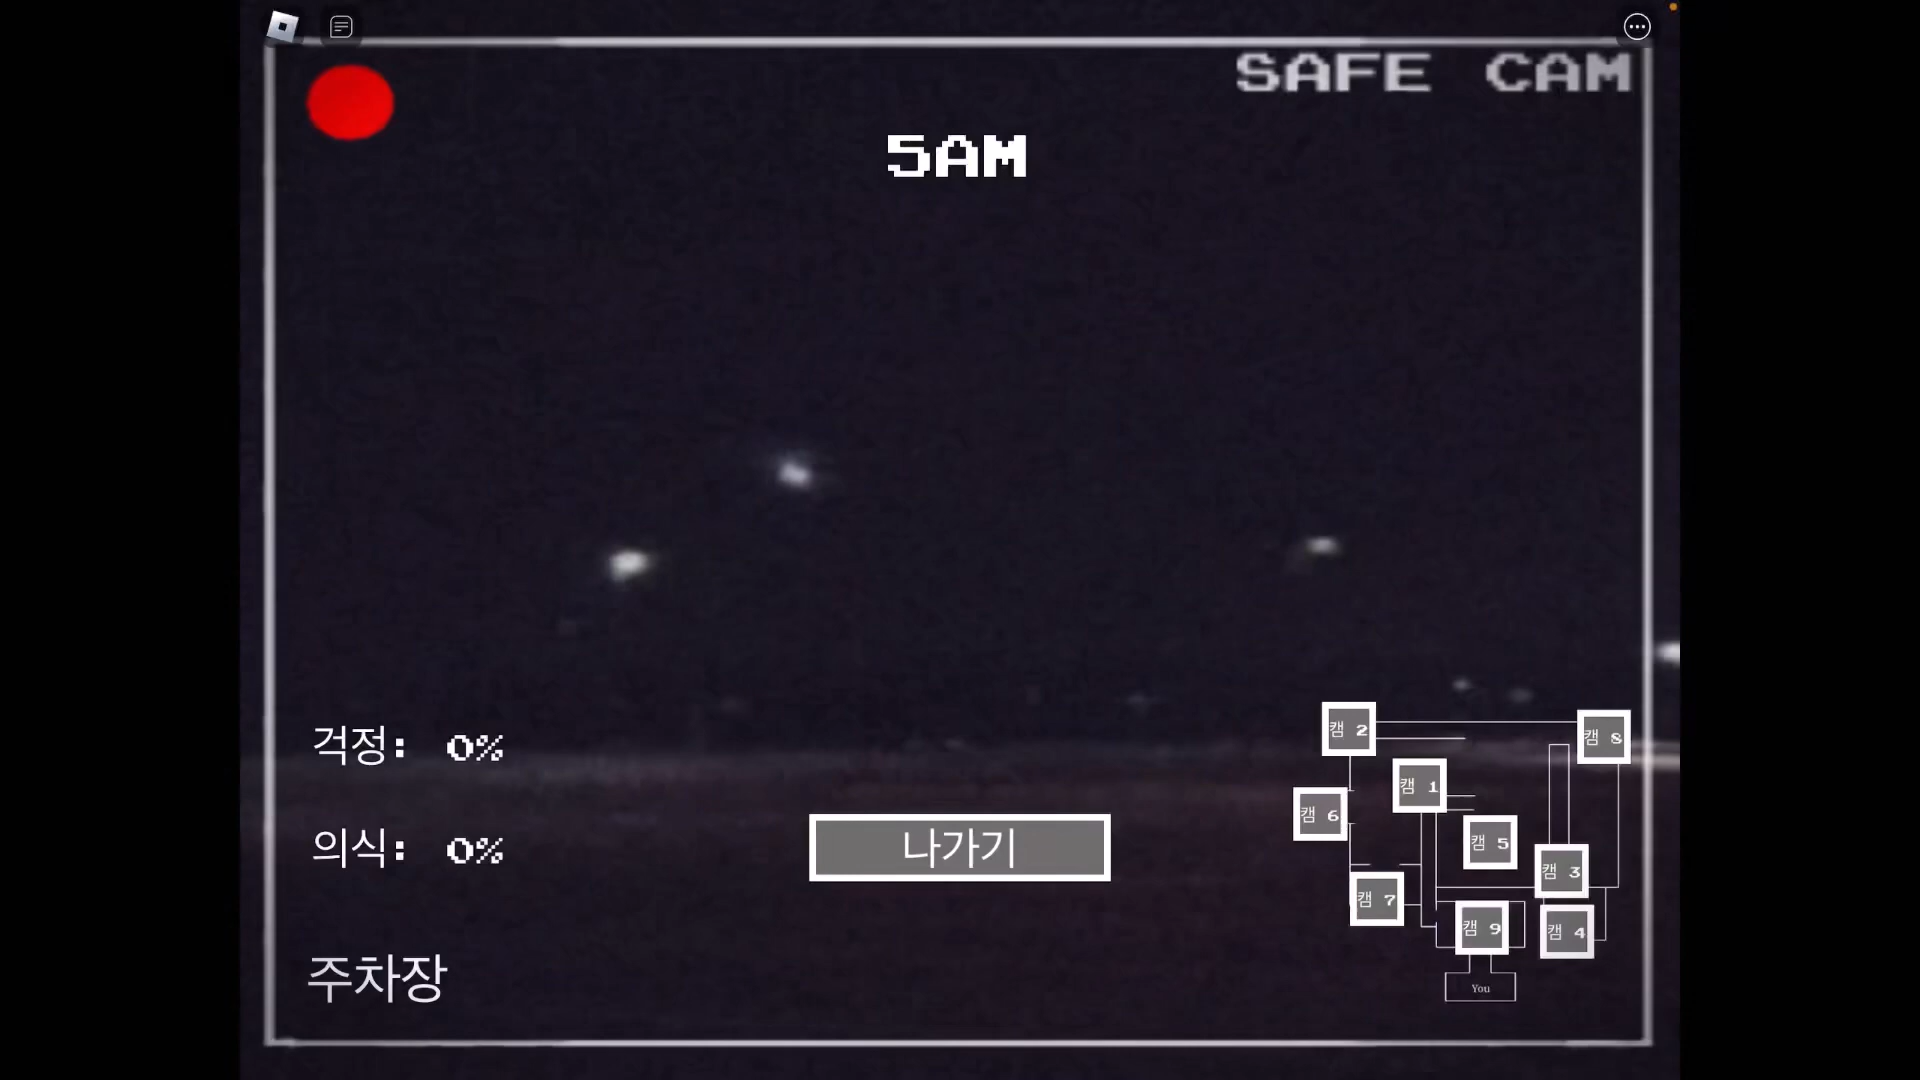 SAFE CAM
5AM
걱정: 0%
의식: 0%
나가기
주차장
캠 2
캠 8
캠 1
캠 6
캠 5
캠 3
캠 7
캠 9
캠 4
You